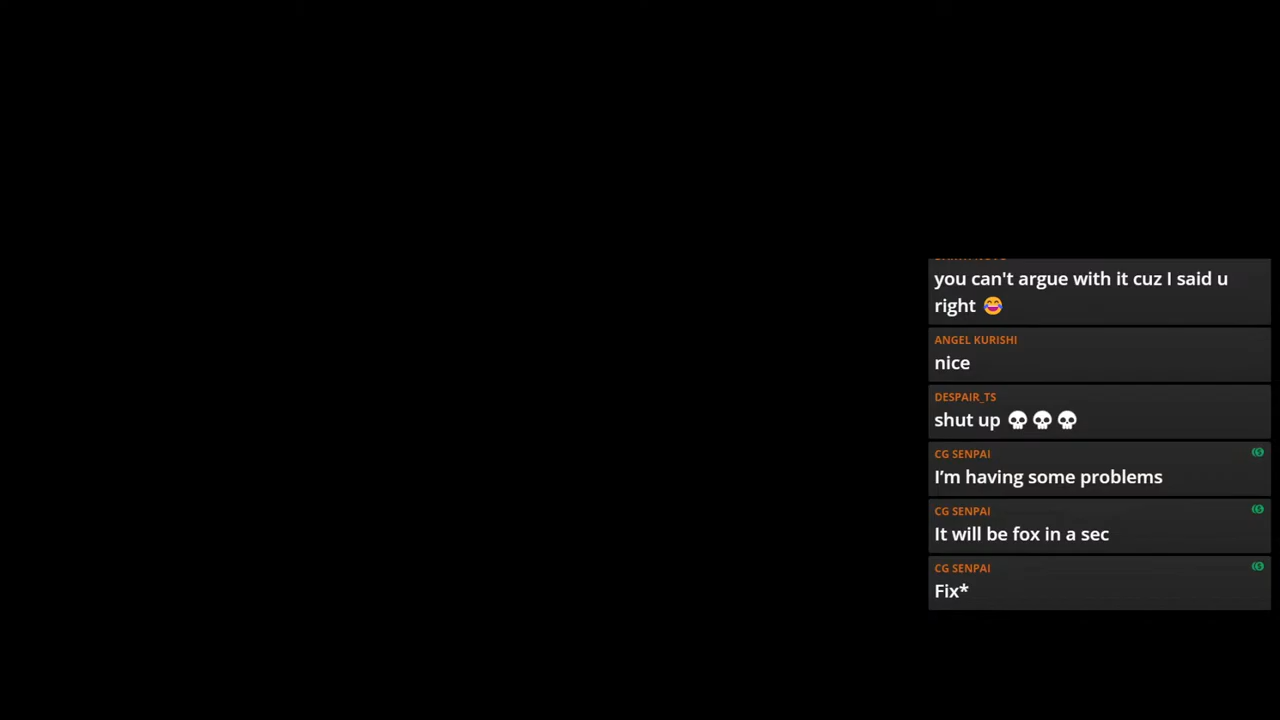 you can't argue with it cuz I said u
right 😂
ANGEL KURISHI
nice
DESPAIR_TS
shut up 💀💀💀
CG SENPAI
I’m having some problems
CG SENPAI
It will be fox in a sec
CG SENPAI
Fix*